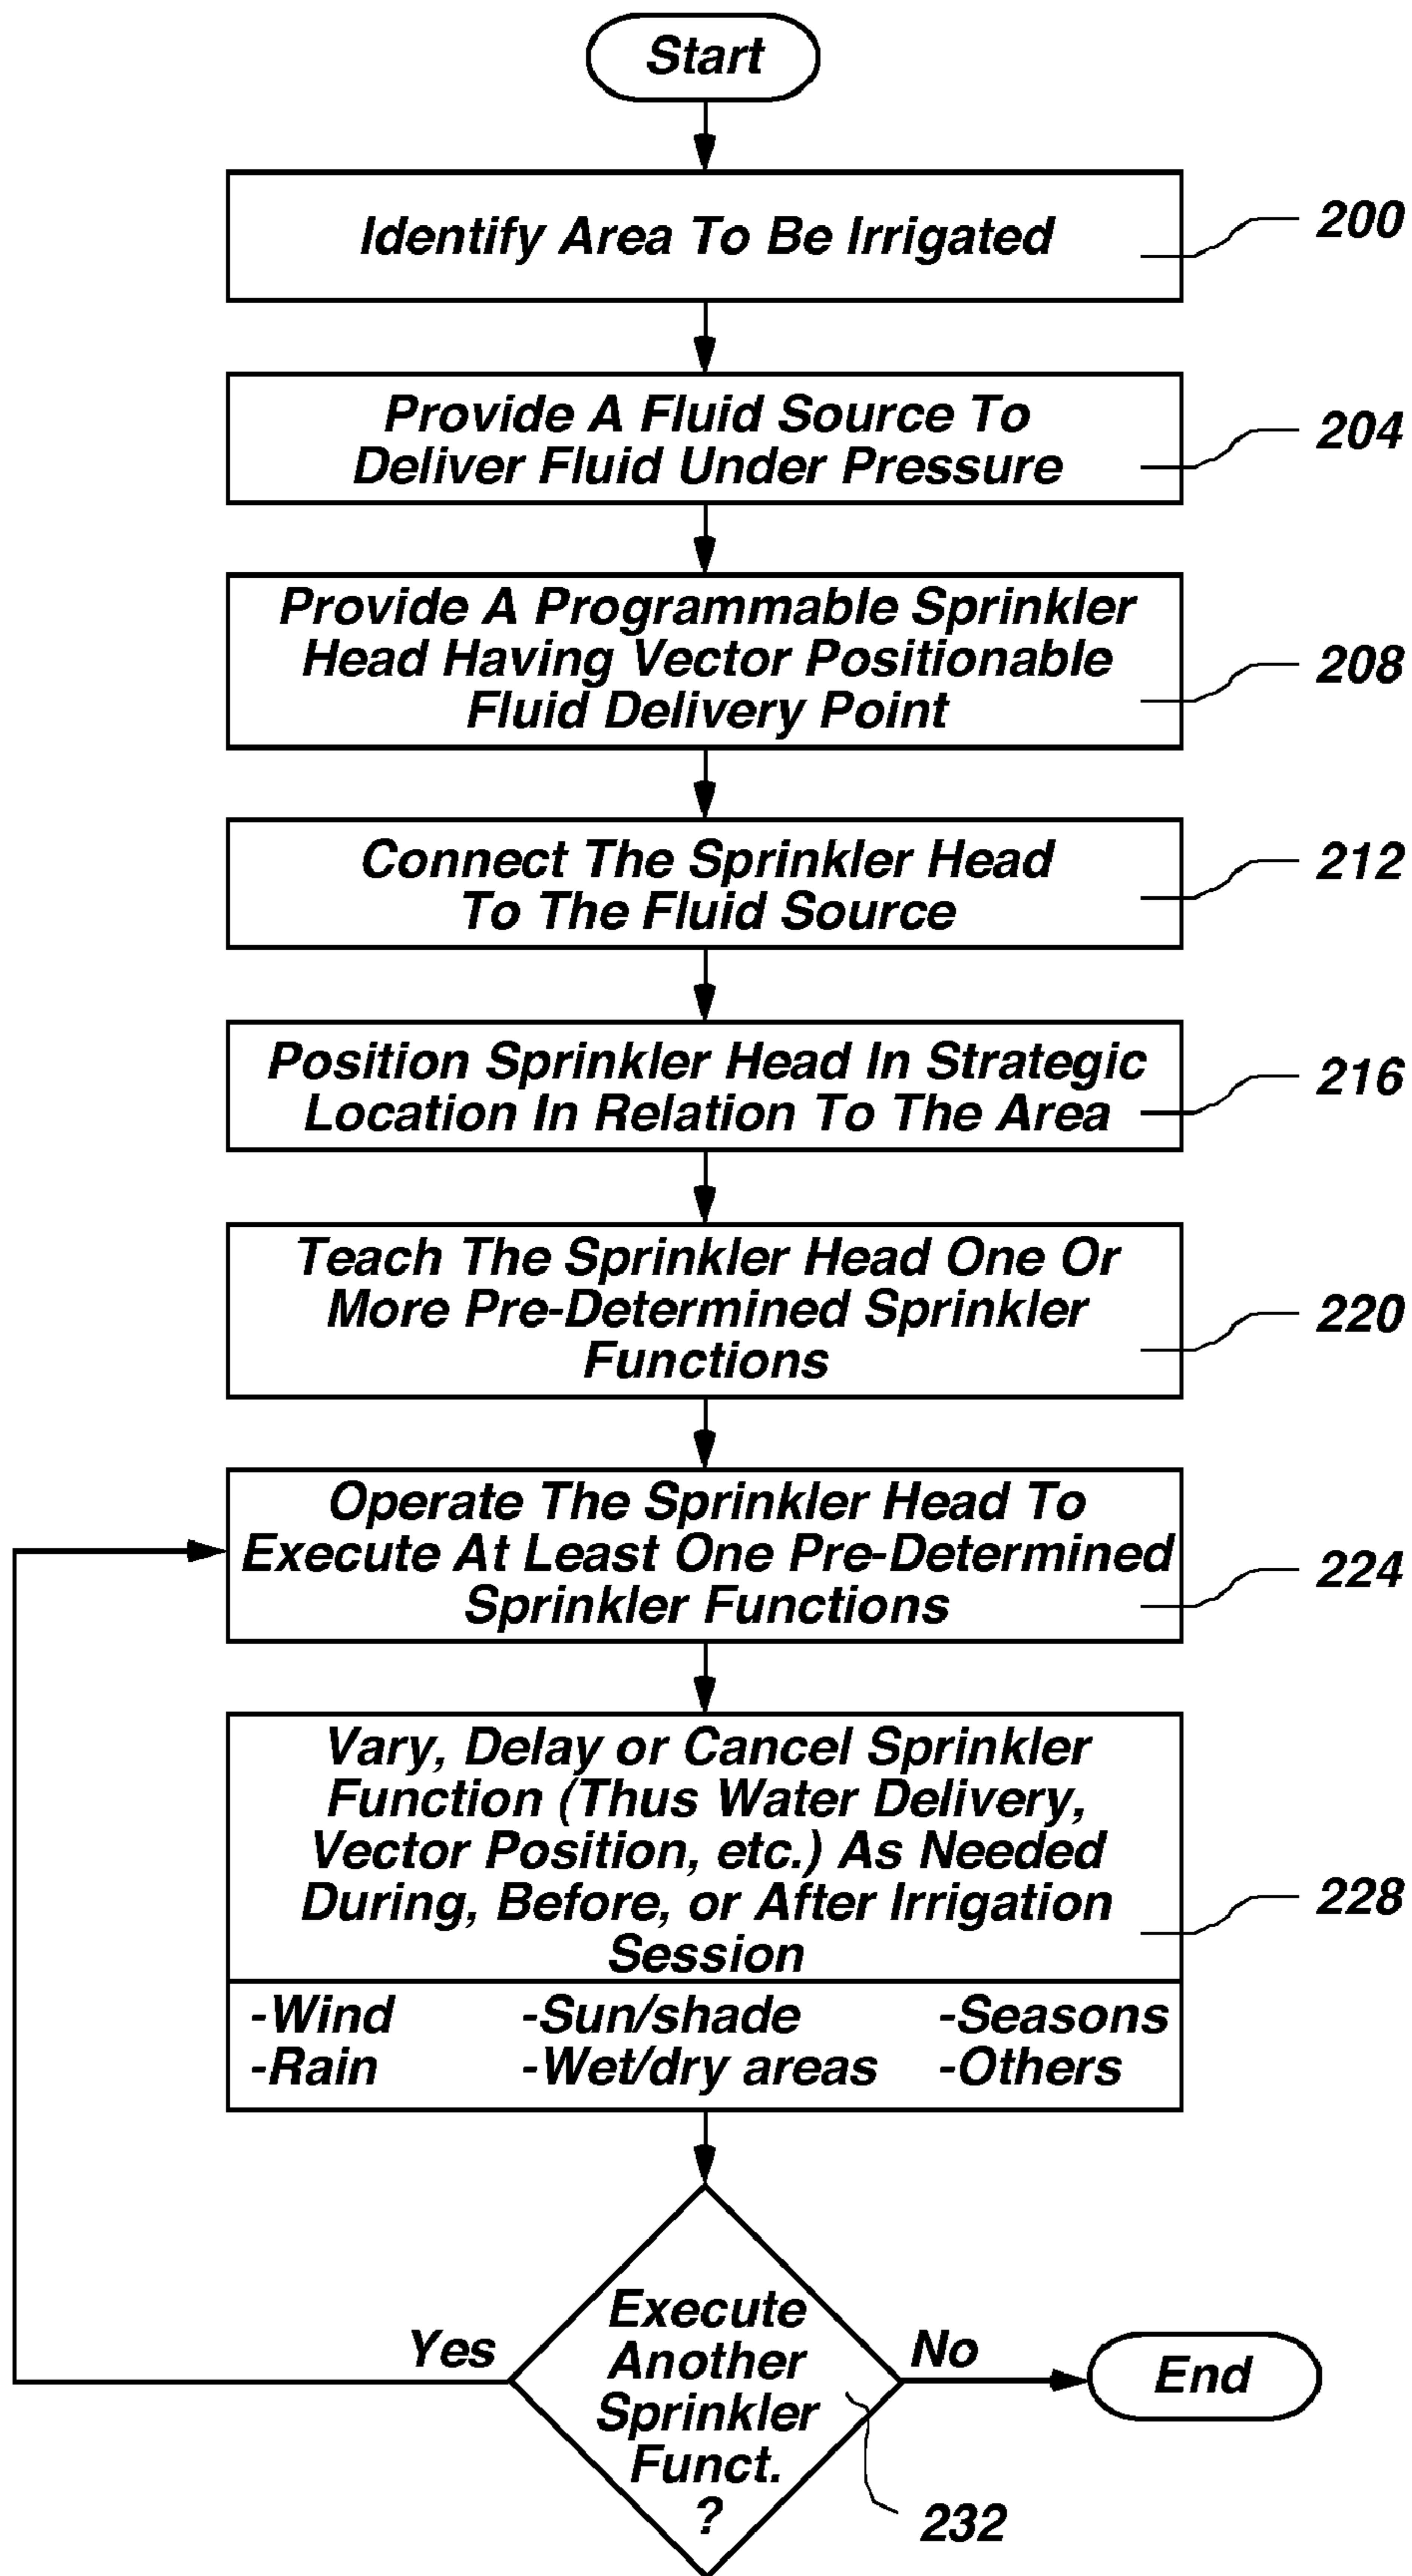 Start
Identify Area To Be Irrigated
200
Provide A Fluid Source To
Deliver Fluid Under Pressure
204
Provide A Programmable Sprinkler
Head Having Vector Positionable
Fluid Delivery Point
208
Connect The Sprinkler Head
To The Fluid Source
212
Position Sprinkler Head In Strategic
Location In Relation To The Area
216
Teach The Sprinkler Head One Or
More Pre-Determined Sprinkler
Functions
220
Operate The Sprinkler Head To
Execute At Least One Pre-Determined
Sprinkler Functions
224
Vary, Delay or Cancel Sprinkler
Function (Thus Water Delivery,
Vector Position, etc.) As Needed
During, Before, or After Irrigation
Session
228
-Wind -Sun/shade -Seasons
-Rain -Wet/dry areas -Others
Execute
Another
Sprinkler
Funct.
?
232
Yes
No
End